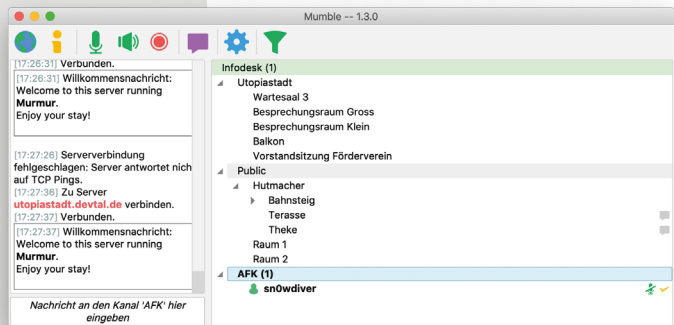 Mumble -- 1.3.0
[17:26:31] Verbunden.
[17:26:31] Willkommensnachricht:
Welcome to this server running
Murmur.
Enjoy your stay!
[17:27:26] Serververbindung
fehlgeschlagen: Server antwortet nich
auf TCP Pings.
[17:27:36] Zu Server
utopiastadt.devtal.de verbinden.
[17:27:37] Verbunden.
[17:27:37] Willkommensnachricht:
Welcome to this server running
Murmur.
Enjoy your stay!
Nachricht an den Kanal 'AFK' hier
eingeben
Infodesk (1)
Utopiastadt
Wartesaal 3
Besprechungsraum Gross
Besprechungsraum Klein
Balkon
Vorstandsitzung Förderverein
Public
Hutmacher
Bahnsteig
Terasse
Theke
Raum 1
Raum 2
AFK (1)
sn0wdiver